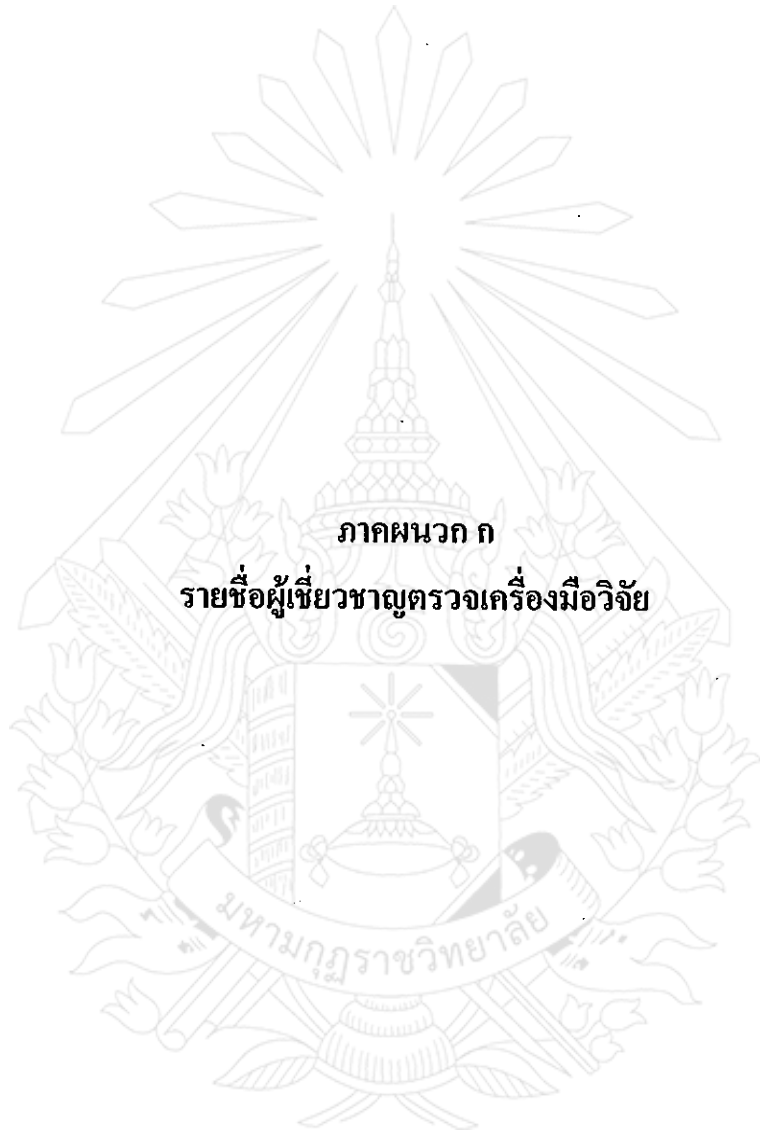 ภาคผนวก ก
รายชื่อผู้เชี่ยวชาญตรวจเครื่องมือวิจัย
มหามกุฏราชวิทยาลัย